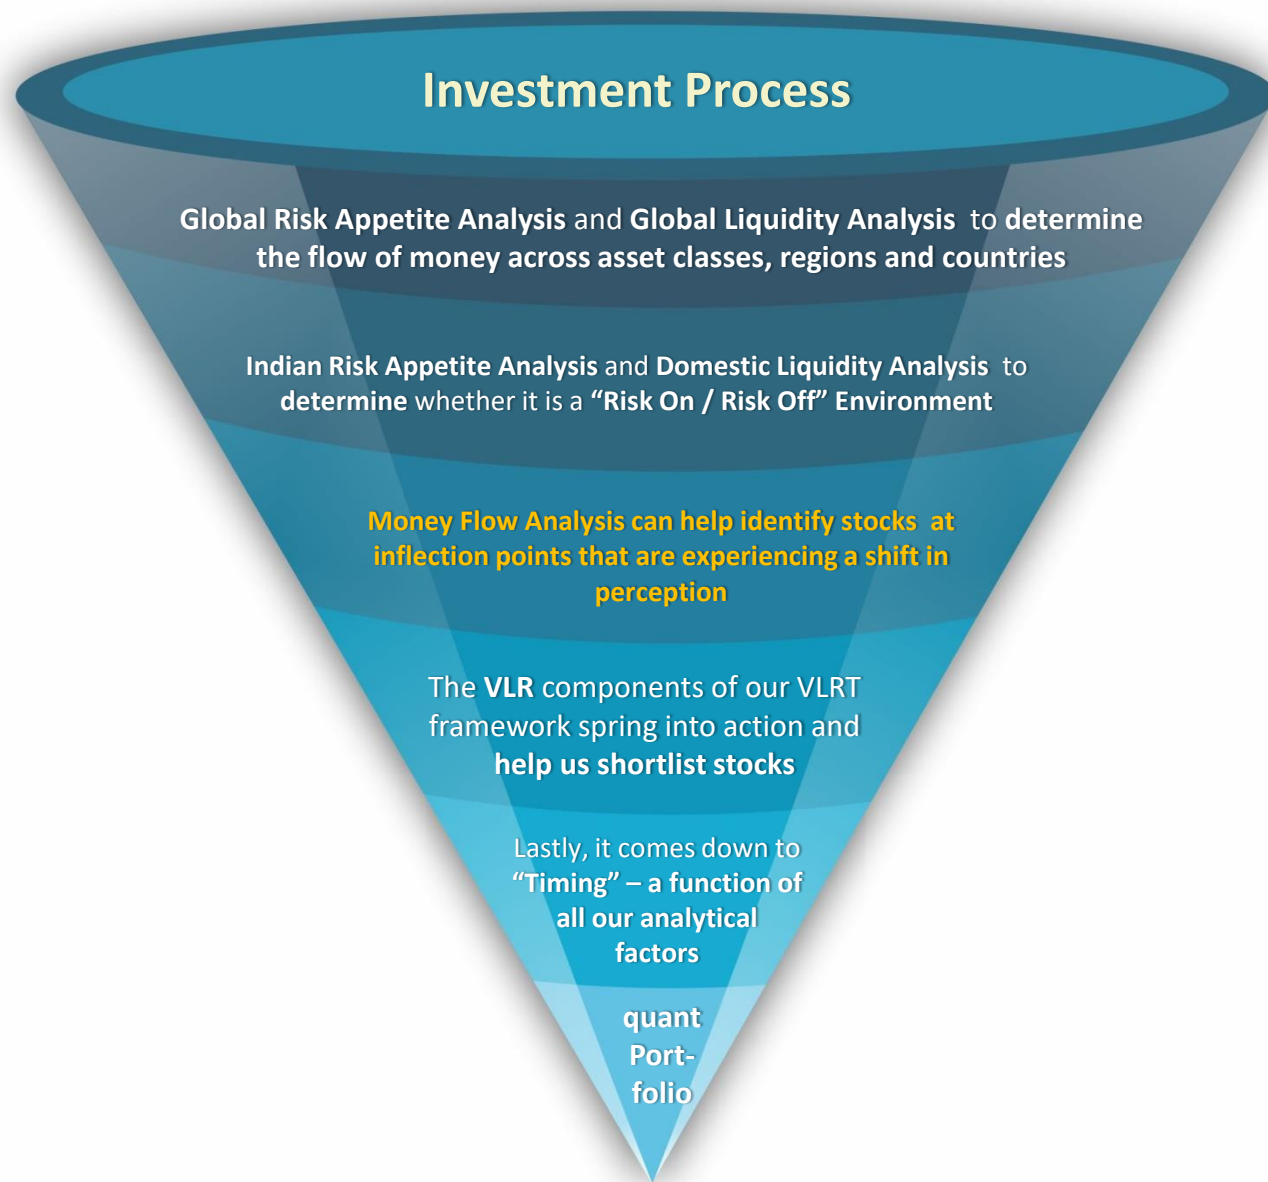 Investment Process
Global Risk Appetite Analysis and Global Liquidity Analysis to determine
the flow of money across asset classes, regions and countries
Indian Risk Appetite Analysis and Domestic Liquidity Analysis to
determine whether it is a “Risk On / Risk Off” Environment
Money Flow Analysis can help identify stocks at
inflection points that are experiencing a shift in
perception
The VLR components of our VLRT
framework spring into action and
help us shortlist stocks
Lastly, it comes down to
“Timing” – a function of
all our analytical
factors
quant
Port-
folio